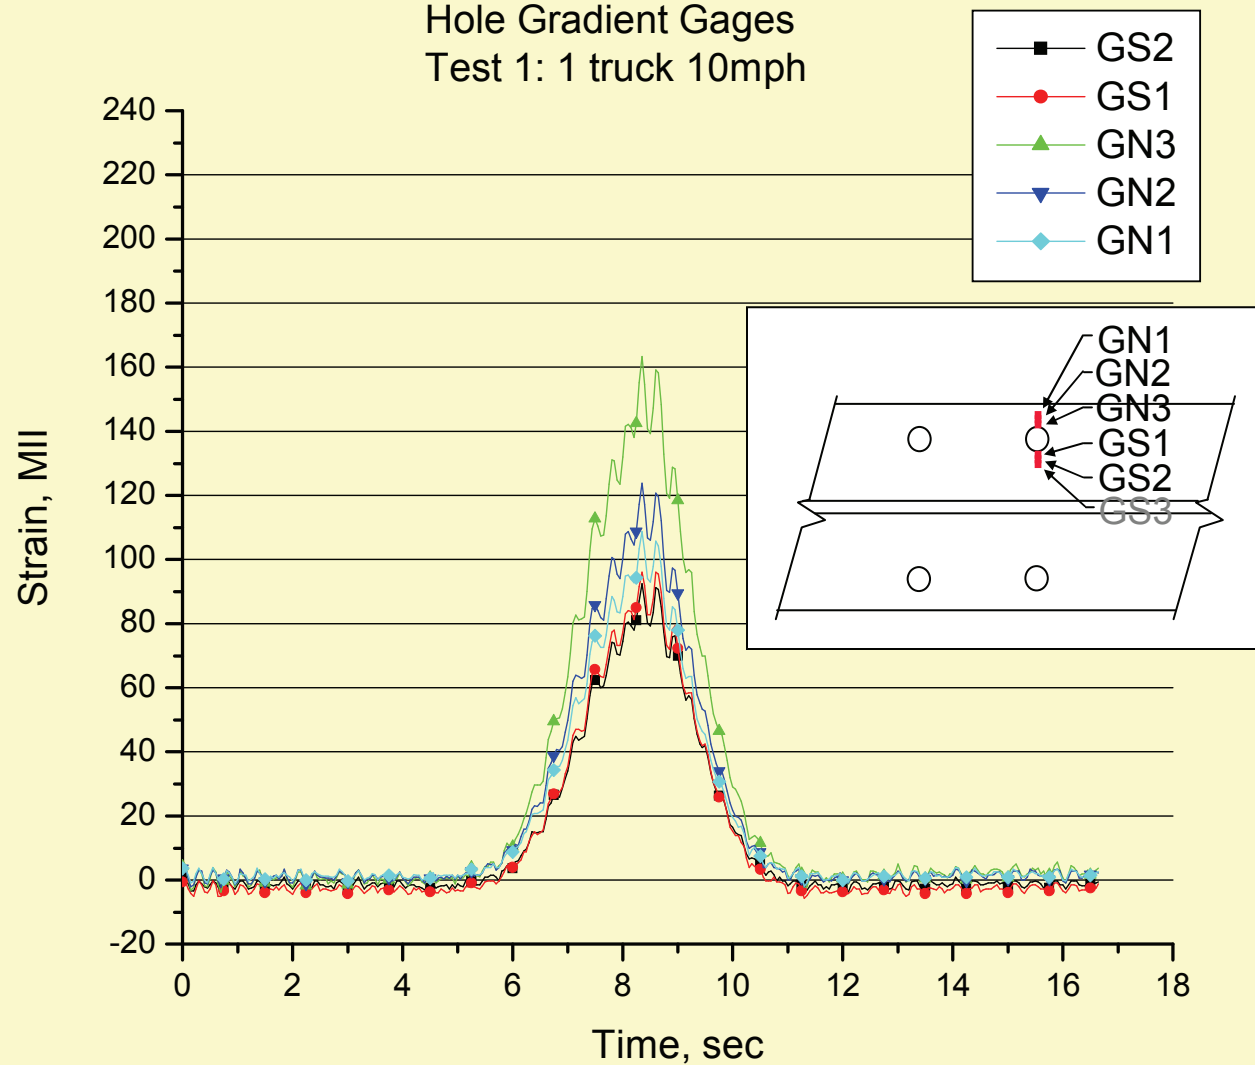 Hole Gradient Gages
Test 1: 1 truck 10mph
GS2
GS1
GN3
GN2
GN1
240
220
200
180
160
140
120
100
80
60
40
20
0
-20
Strain, MII
GN1
GN2
GN3
GS1
GS2
GS3
0 2 4 6 8 10 12 14 16 18
Time, sec